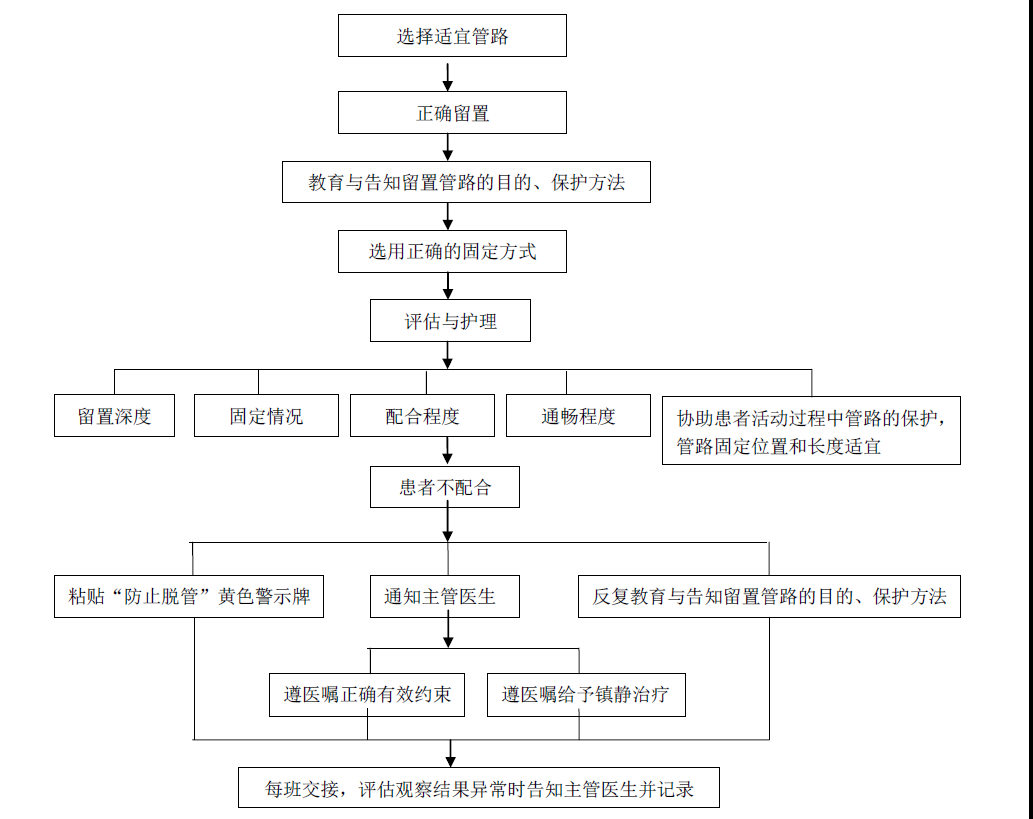 选择适宜管路
正确留置
教育与告知留置管路的目的、保护方法
选用正确的固定方式
评估与护理
留置深度
固定情况
配合程度
通畅程度
协助患者活动过程中管路的保护，
管路固定位置和长度适宜
患者不配合
粘贴“防止脱管”黄色警示牌
通知主管医生
反复教育与告知留置管路的目的、保护方法
遵医嘱正确有效约束
遵医嘱给予镇静治疗
每班交接，评估观察结果异常时告知主管医生并记录